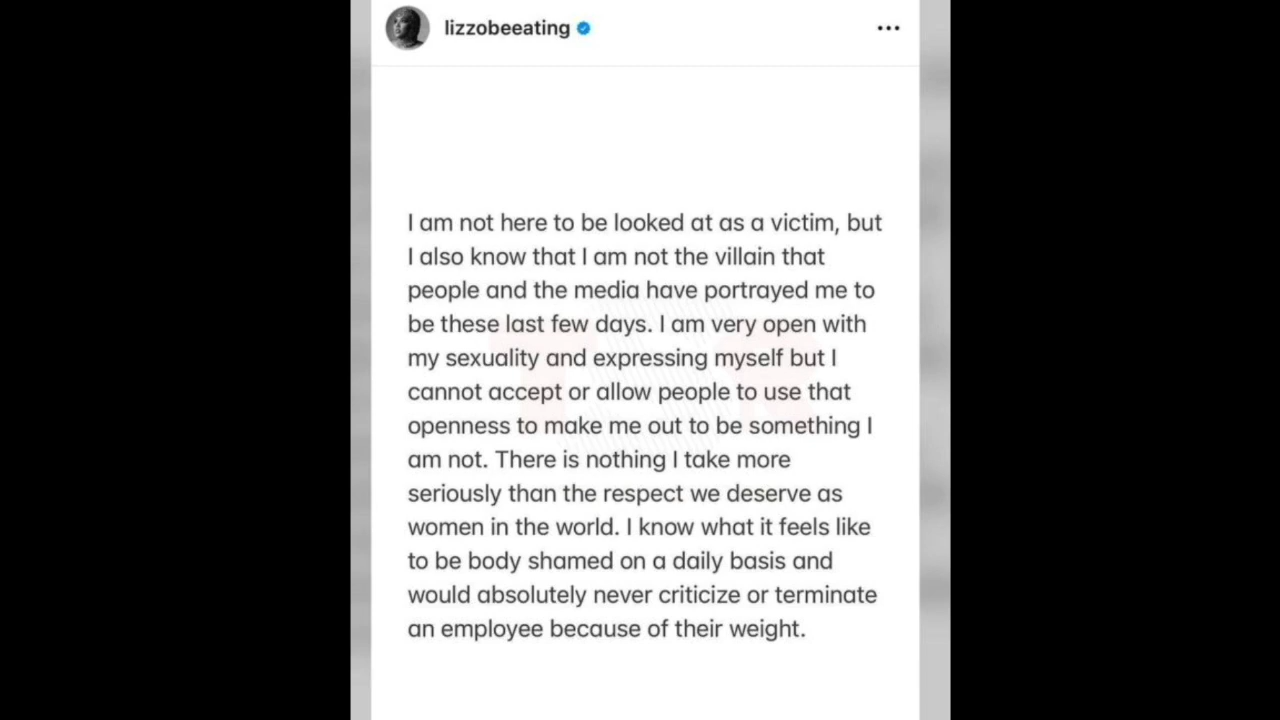 lizzobeeating
I am not here to be looked at as a victim, but
I also know that I am not the villain that
people and the media have portrayed me to
be these last few days. I am very open with
my sexuality and expressing myself but I
cannot accept or allow people to use that
openness to make me out to be something I
am not. There is nothing I take more
seriously than the respect we deserve as
women in the world. I know what it feels like
to be body shamed on a daily basis and
would absolutely never criticize or terminate
an employee because of their weight.